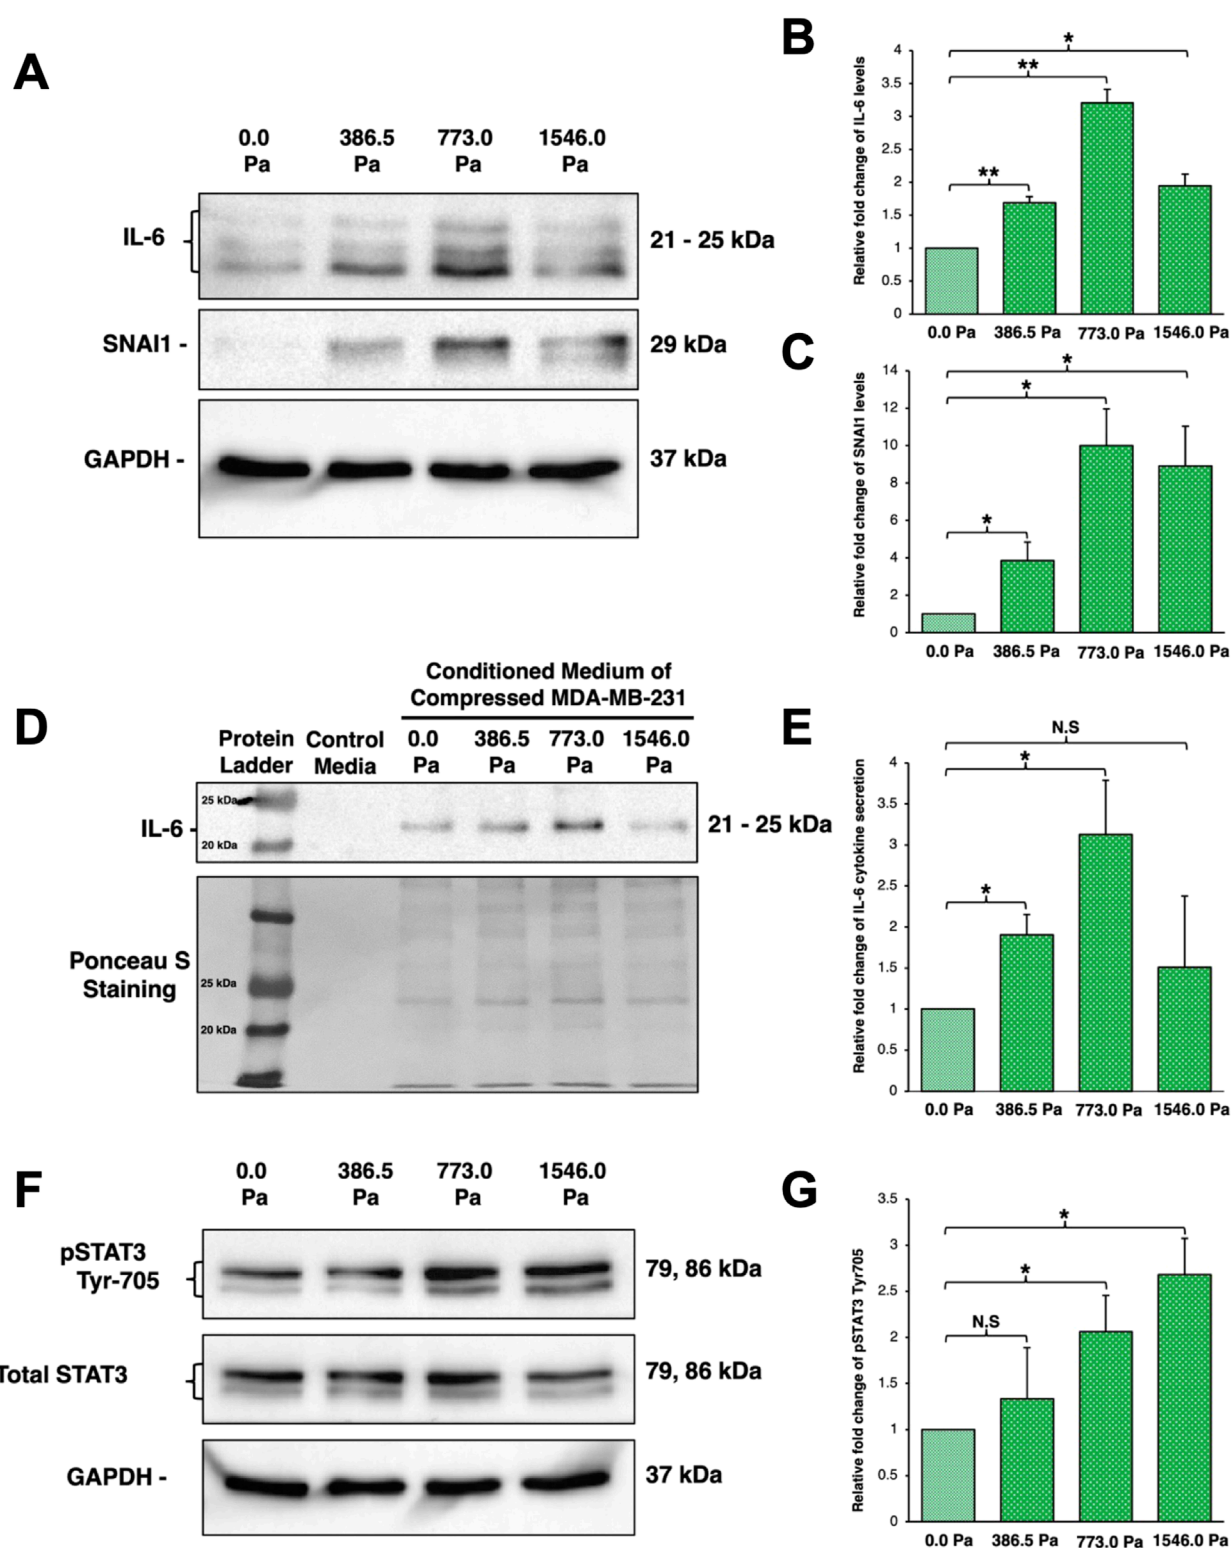 A
0.0 Pa
386.5 Pa
773.0 Pa
1546.0 Pa
IL-6
21 - 25 kDa
SNAI1 -
29 kDa
GAPDH -
37 kDa
B
Relative fold change of IL-6 levels
4
3.5
3
2.5
2
1.5
1
0.5
0
**
**
*
0.0 Pa
386.5 Pa
773.0 Pa
1546.0 Pa
C
Relative fold change of SNAI1 levels
14
12
10
8
6
4
2
0
*
*
*
0.0 Pa
386.5 Pa
773.0 Pa
1546.0 Pa
D
Conditioned Medium of
Compressed MDA-MB-231
Protein Ladder
Control Media
0.0 Pa
386.5 Pa
773.0 Pa
1546.0 Pa
25 kDa
IL-6 -
20 kDa
21 - 25 kDa
Ponceau S
Staining
25 kDa
20 kDa
E
Relative fold change of IL-6 cytokine secretion
4
3.5
3
2.5
2
1.5
1
0.5
0
*
*
N.S
0.0 Pa
386.5 Pa
773.0 Pa
1546.0 Pa
F
0.0 Pa
386.5 Pa
773.0 Pa
1546.0 Pa
pSTAT3
Tyr-705
79, 86 kDa
Total STAT3
79, 86 kDa
GAPDH -
37 kDa
G
Relative fold change of pSTAT3 Tyr705
3.5
3
2.5
2
1.5
1
0.5
0
N.S
*
*
0.0 Pa
386.5 Pa
773.0 Pa
1546.0 Pa